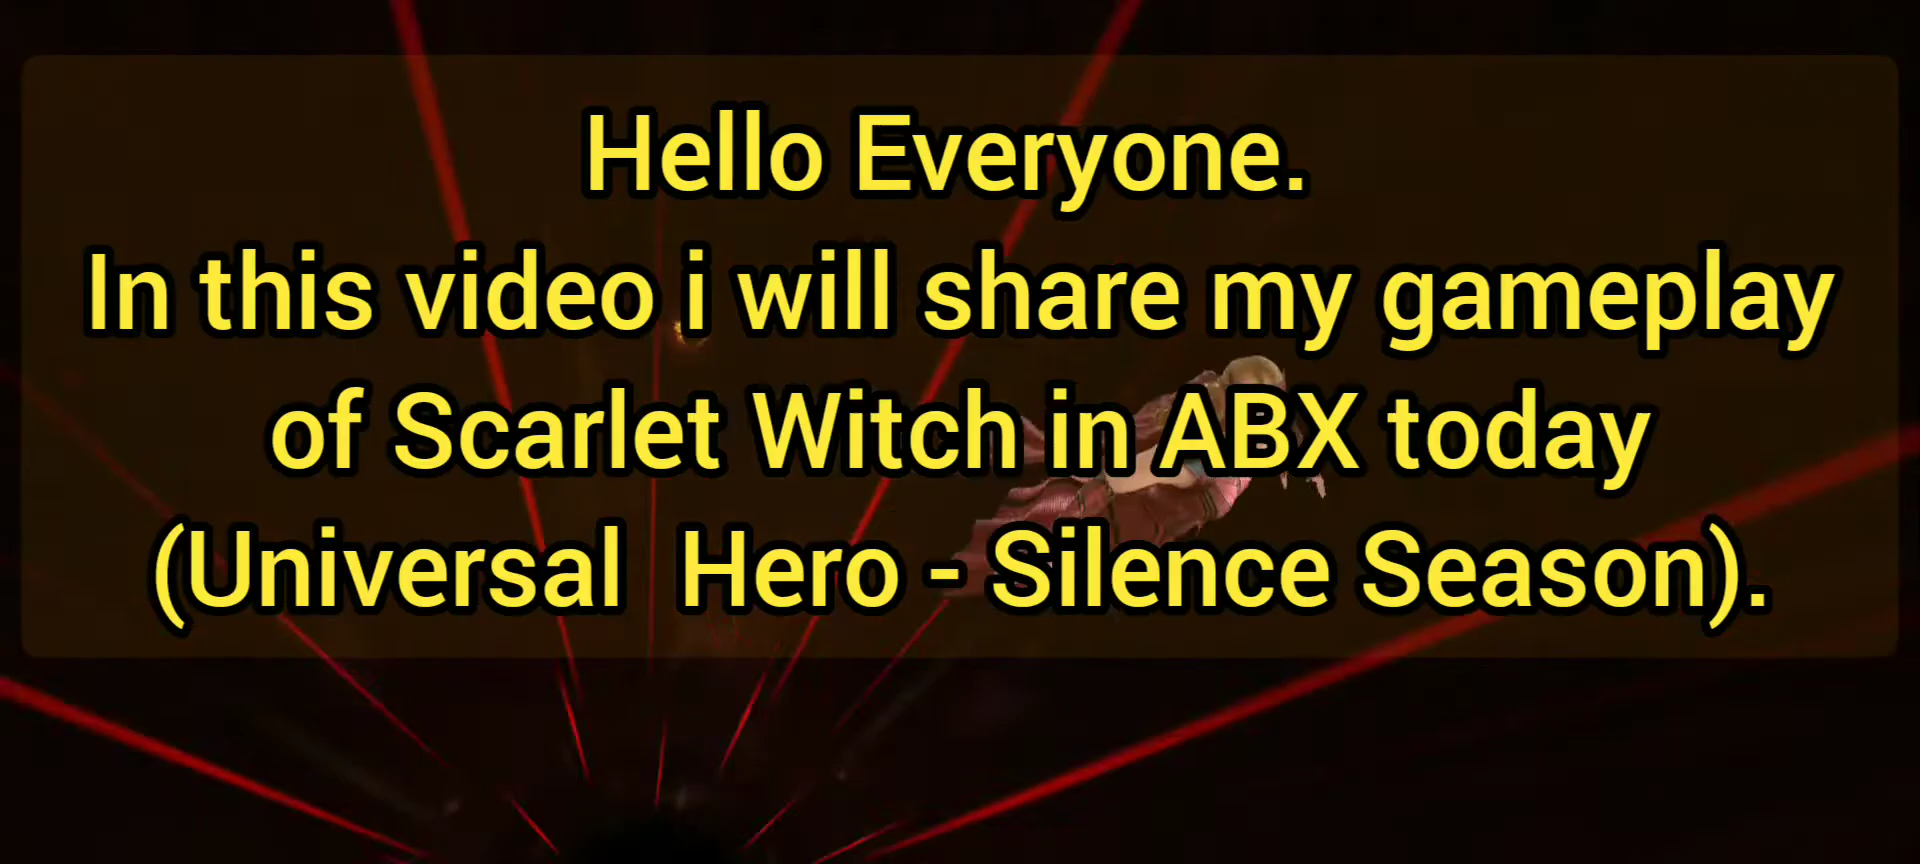 Hello Everyone.
In this video i will share my gameplay
of Scarlet Witch in ABX today
(Universal  Hero - Silence Season).